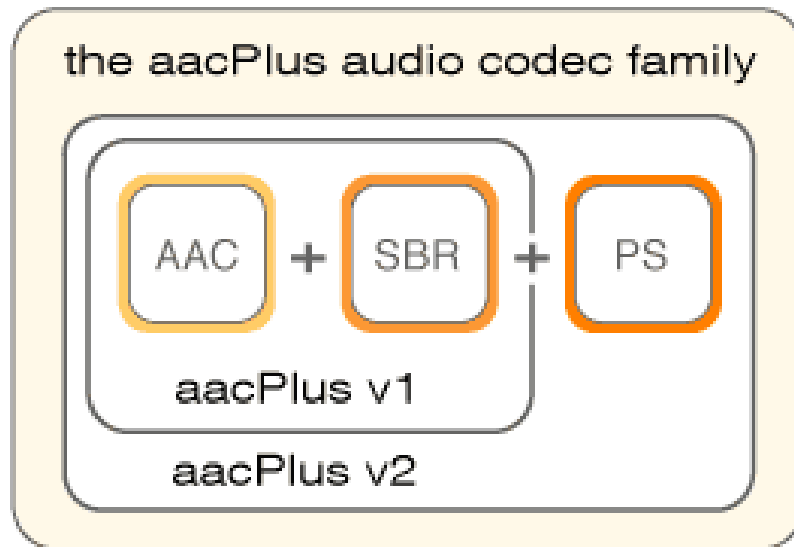 the aacPlus audio codec family
AAC + SBR + PS
aacPlus v1
aacPlus v2